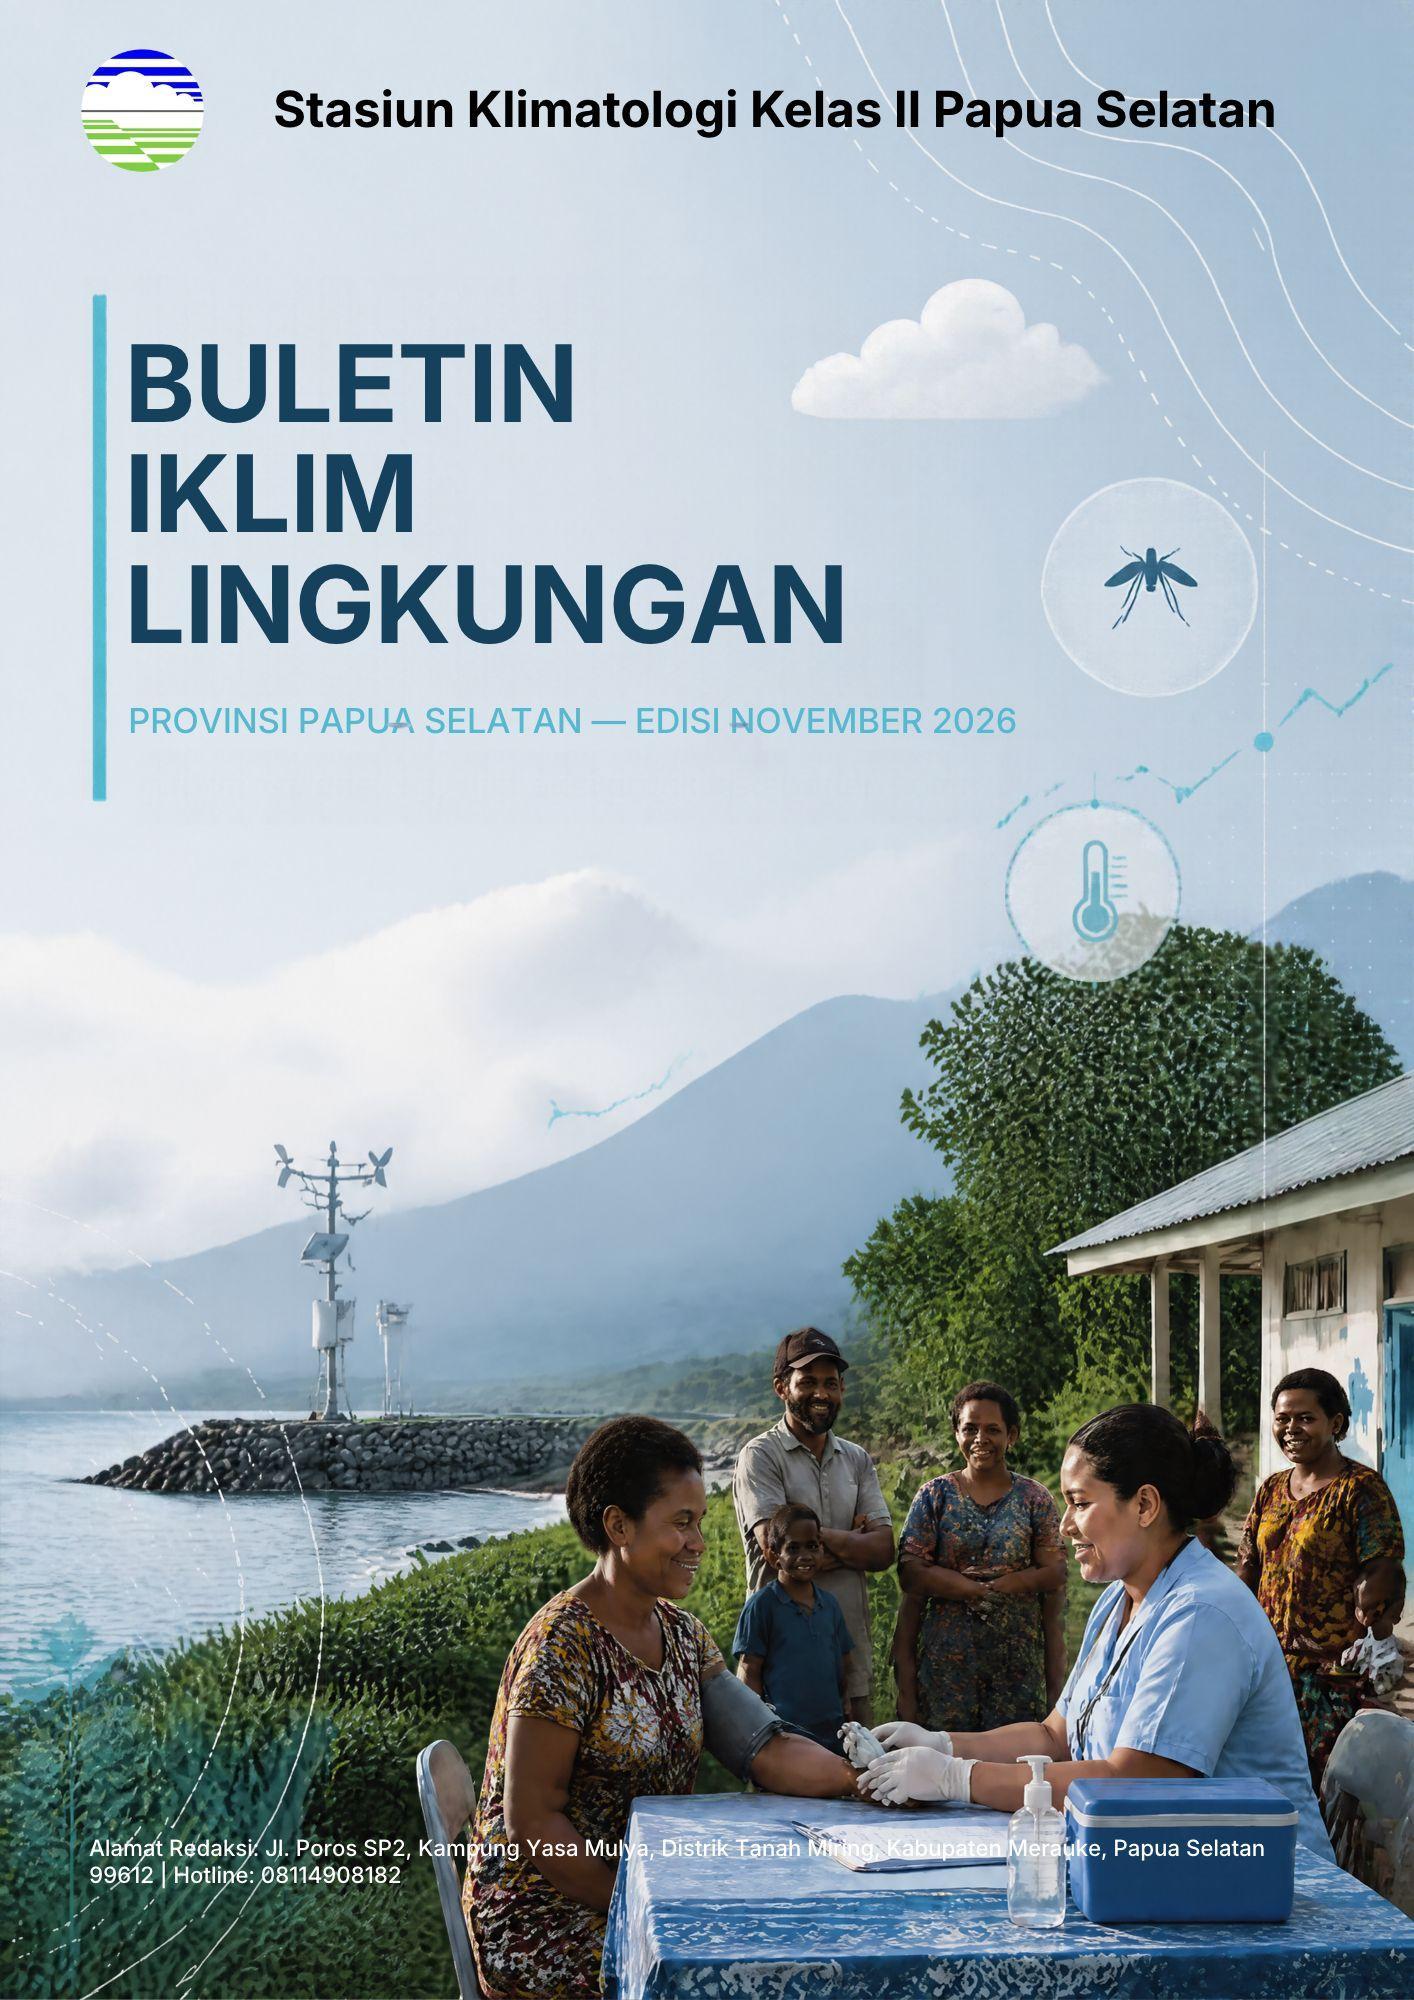 Stasiun Klimatologi Kelas II Papua Selatan
BULETIN
IKLIM
LINGKUNGAN
PROVINSI PAPUA SELATAN — EDISI NOVEMBER 2026
Alamat Redaksi: Jl. Poros SP2, Kampung Yasa Mulya, Distrik Tanah Miring, Kabupaten Merauke, Papua Selatan
99612 | Hotline: 08114908182